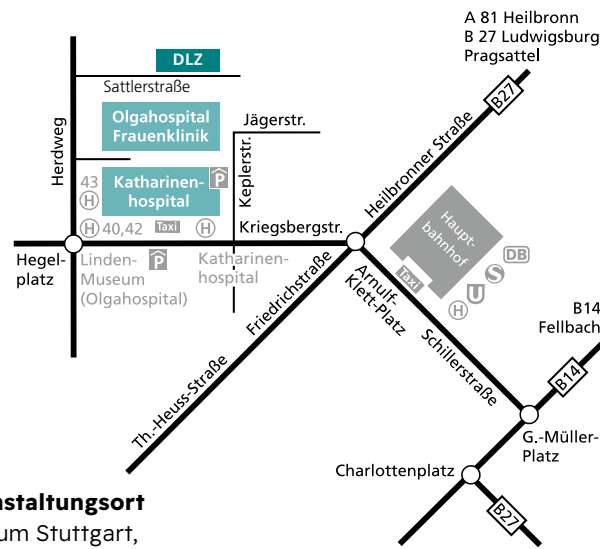 A 81 Heilbronn
B 27 Ludwigsburg
Pragsattel
DLZ
Sattlerstraße
B27
Olgahospital
Frauenklinik
Jägerstr.
Herdweg
Keplerstr.
Heilbronner Straße
43
H
Katharinen-
hospital
P
H 40,42 Taxi H
Kriegsbergstr.
Haupt-
bahnhof
DB
S
U
H
Taxi
Hegel-
platz
Linden-
Museum
(Olgahospital)
P
Katharinen-
hospital
Friedrichstraße
Arnulf-
Klett-Platz
B14
Fellbach
Schillerstraße
Th.-Heuss-Straße
B14
G.-Müller-
Platz
Charlottenplatz
B27
nstaltungsort
um Stuttgart,